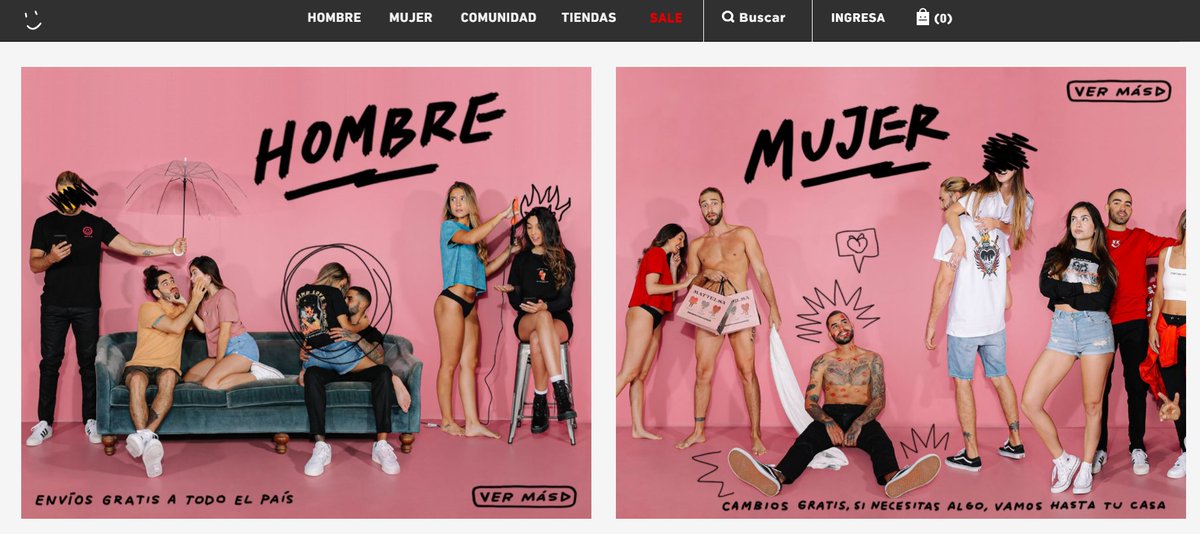 HOMBRE MUJER COMUNIDAD TIENDAS SALE Buscar INGRESA (0)
HOMBRE
ENVÍOS GRATIS A TODO EL PAÍS
VER MÁS
VER MÁS
MUJER
MATTELSA
CAMBIOS GRATIS, SI NECESITAS ALGO, VAMOS HASTA TU CASA